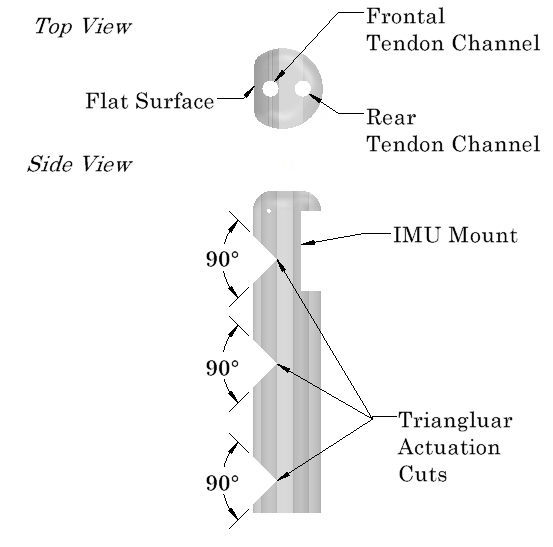 Top View
Frontal
Tendon Channel
Flat Surface
Rear
Tendon Channel
Side View
IMU Mount
90°
90°
Triangluar
Actuation
Cuts
90°